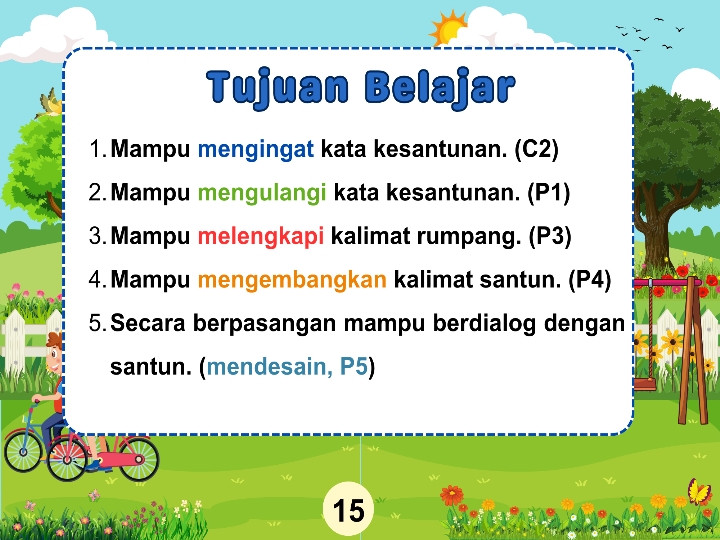 Tujuan Belajar
1. Mampu mengingat kata kesantunan. (C2)
2. Mampu mengulangi kata kesantunan. (P1)
3. Mampu melengkapi kalimat rumpang. (P3)
4. Mampu mengembangkan kalimat santun. (P4)
5. Secara berpasangan mampu berdialog dengan
santun. (mendesain, P5)
15